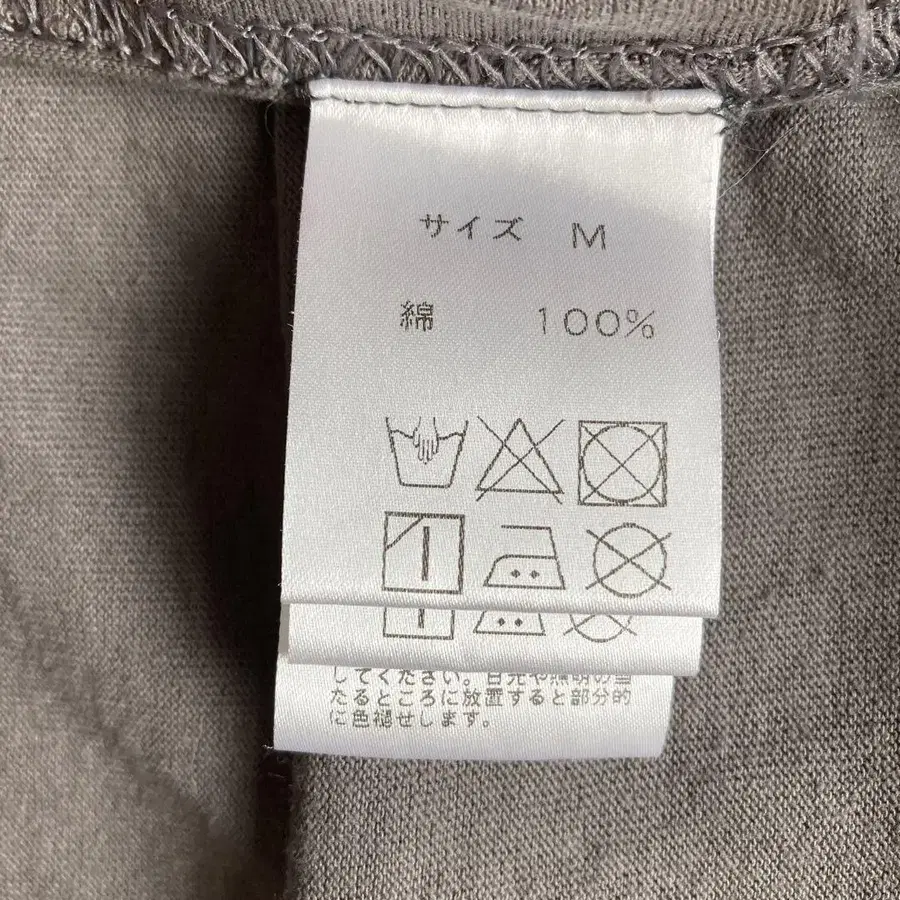 サイズ M
綿 100%
してください。日光や照明の当
たるところに放置すると部分的
に色褪せします。